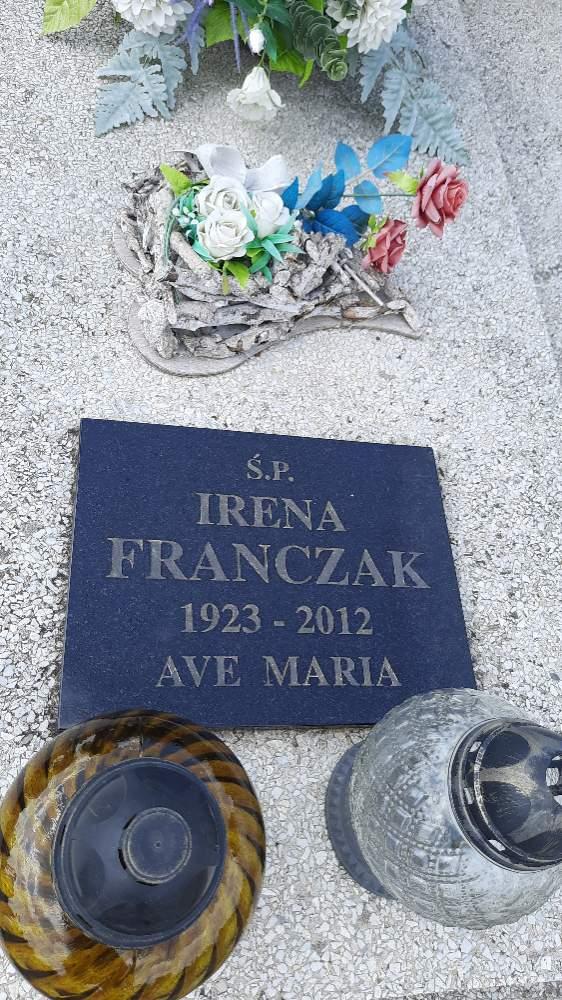 Ś.P.
IRENA
FRANCZAK
1923 - 2012
AVE MARIA